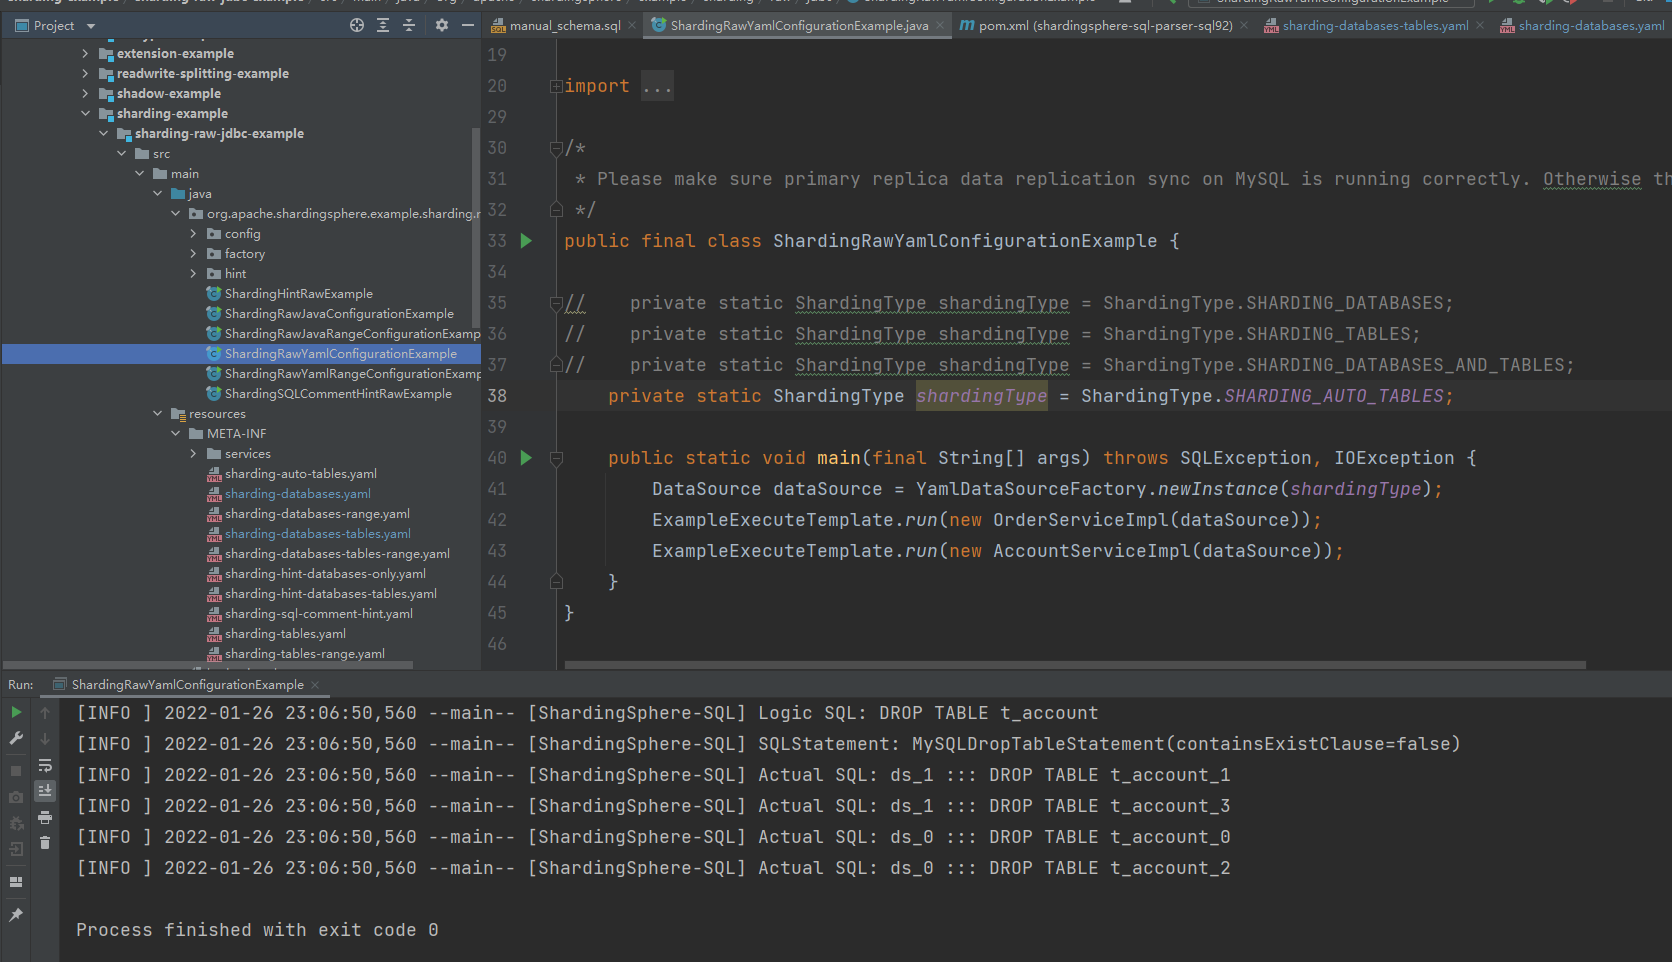 Project
extension-example
readwrite-splitting-example
shadow-example
sharding-example
sharding-raw-jdbc-example
src
main
java
org.apache.shardingsphere.example.sharding.r
config
factory
hint
ShardingHintRawExample
ShardingRawJavaConfigurationExample
ShardingRawJavaRangeConfigurationExamp
ShardingRawYamlConfigurationExample
ShardingRawYamlRangeConfigurationExamp
ShardingSQLCommentHintRawExample
resources
META-INF
services
sharding-auto-tables.yaml
sharding-databases.yaml
sharding-databases-range.yaml
sharding-databases-tables.yaml
sharding-databases-tables-range.yaml
sharding-hint-databases-only.yaml
sharding-hint-databases-tables.yaml
sharding-sql-comment-hint.yaml
sharding-tables.yaml
sharding-tables-range.yaml
manual_schema.sql ShardingRawYamlConfigurationExample.java pom.xml (shardingsphere-sql-parser-sql92) sharding-databases-tables.yaml sharding-databases.yaml
19
20 import ...
29
30 /*
31 * Please make sure primary replica data replication sync on MySQL is running correctly. Otherwise th
32 */
33 public final class ShardingRawYamlConfigurationExample {
34
35 // private static ShardingType shardingType = ShardingType.SHARDING_DATABASES;
36 // private static ShardingType shardingType = ShardingType.SHARDING_TABLES;
37 // private static ShardingType shardingType = ShardingType.SHARDING_DATABASES_AND_TABLES;
38 private static ShardingType shardingType = ShardingType.SHARDING_AUTO_TABLES;
39
40 public static void main(final String[] args) throws SQLException, IOException {
41 DataSource dataSource = YamlDataSourceFactory.newInstance(shardingType);
42 ExampleExecuteTemplate.run(new OrderServiceImpl(dataSource));
43 ExampleExecuteTemplate.run(new AccountServiceImpl(dataSource));
44 }
45 }
46
Run: ShardingRawYamlConfigurationExample
[INFO ] 2022-01-26 23:06:50,560 --main-- [ShardingSphere-SQL] Logic SQL: DROP TABLE t_account
[INFO ] 2022-01-26 23:06:50,560 --main-- [ShardingSphere-SQL] SQLStatement: MySQLDropTableStatement(containsExistClause=false)
[INFO ] 2022-01-26 23:06:50,560 --main-- [ShardingSphere-SQL] Actual SQL: ds_1 ::: DROP TABLE t_account_1
[INFO ] 2022-01-26 23:06:50,560 --main-- [ShardingSphere-SQL] Actual SQL: ds_1 ::: DROP TABLE t_account_3
[INFO ] 2022-01-26 23:06:50,560 --main-- [ShardingSphere-SQL] Actual SQL: ds_0 ::: DROP TABLE t_account_0
[INFO ] 2022-01-26 23:06:50,560 --main-- [ShardingSphere-SQL] Actual SQL: ds_0 ::: DROP TABLE t_account_2
Process finished with exit code 0